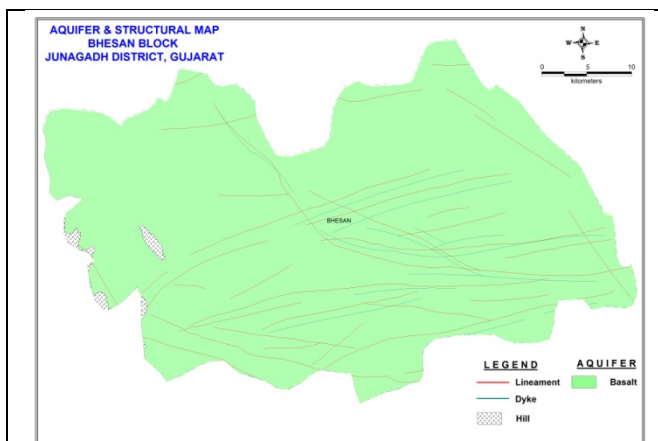 AQUIFER & STRUCTURAL MAP
BHESAN BLOCK
JUNAGADH DISTRICT, GUJARAT
N
W E
S
0 5 10
kilometers
BHESAN
LEGEND AQUIFER
Lineament Basalt
Dyke
Hill